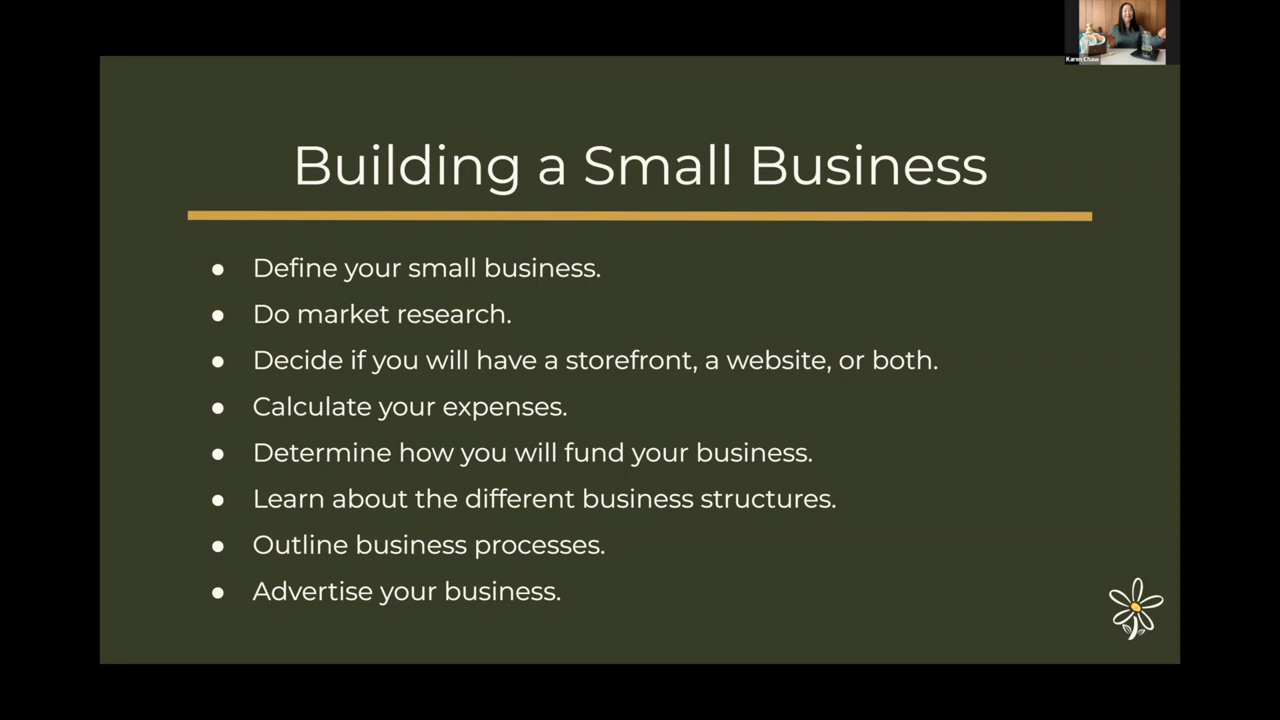 Karen Chaw
Building a Small Business
● Define your small business.
● Do market research.
● Decide if you will have a storefront, a website, or both.
● Calculate your expenses.
● Determine how you will fund your business.
● Learn about the different business structures.
● Outline business processes.
● Advertise your business.